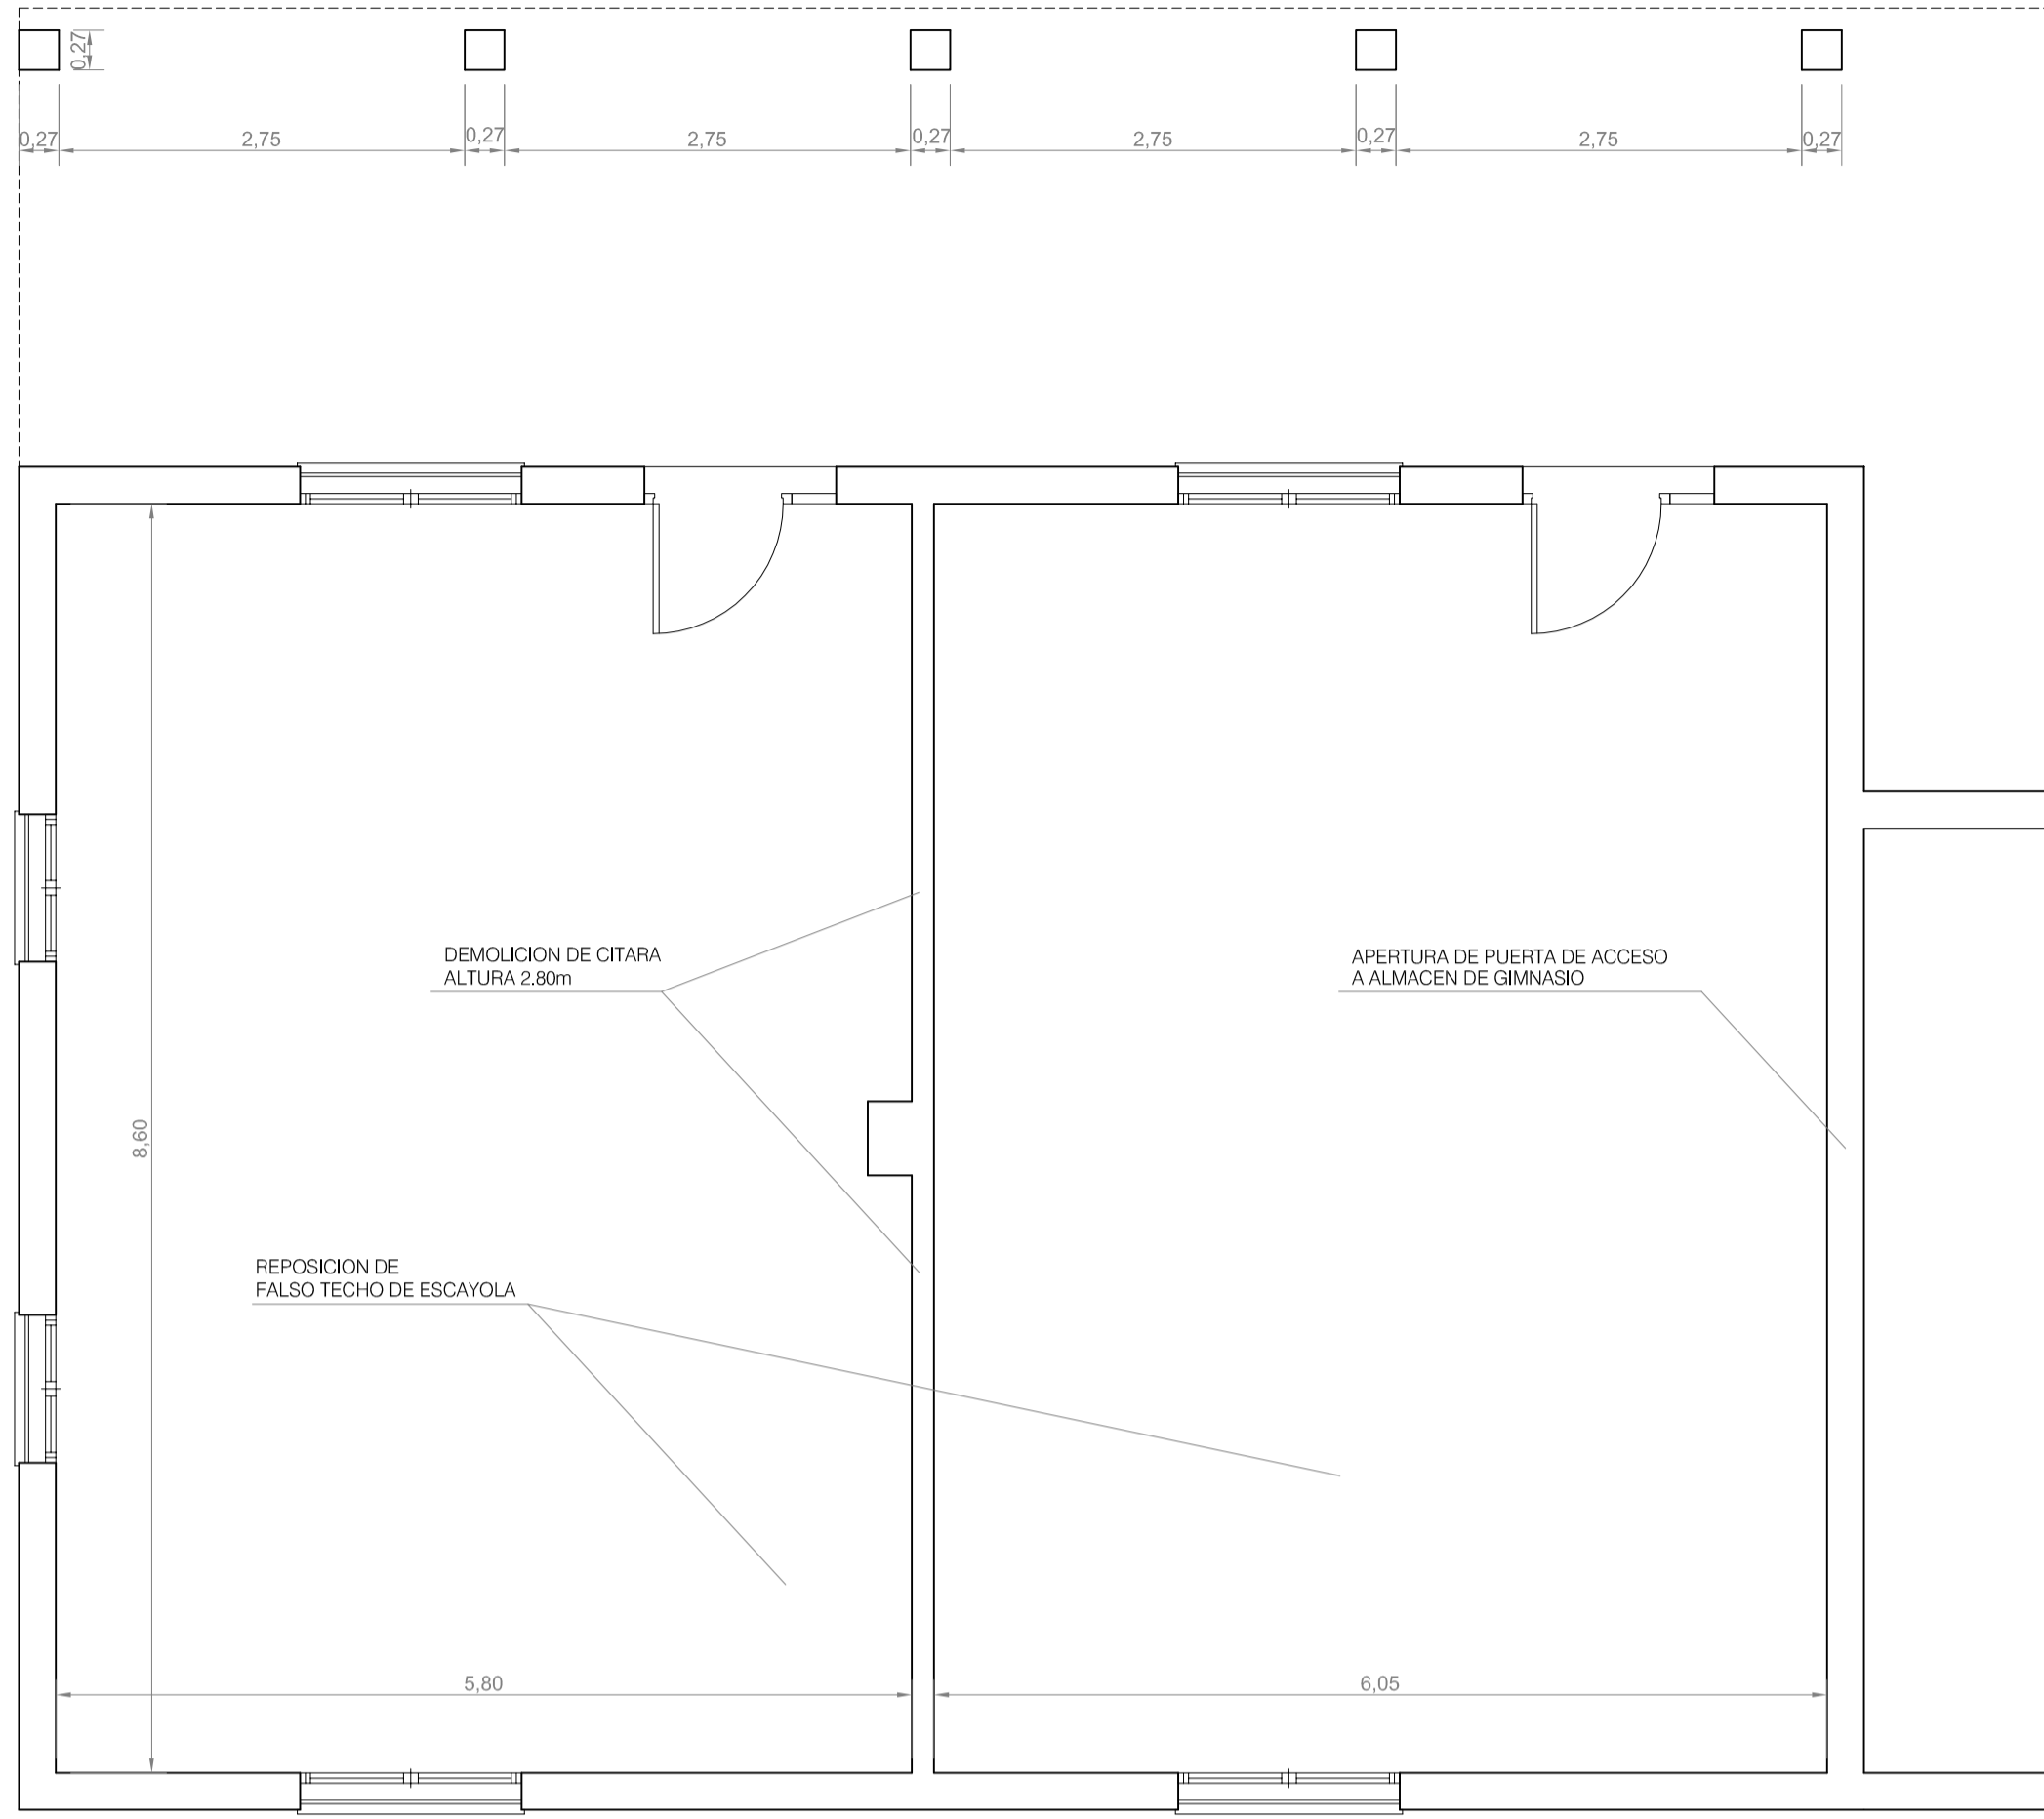 0,27
0,27
2,75
0,27
2,75
0,27
2,75
0,27
2,75
0,27
DEMOLICION DE CITARA
ALTURA 2.80m
APERTURA DE PUERTA DE ACCESO
A ALMACEN DE GIMNASIO
8,60
REPOSICION DE
FALSO TECHO DE ESCAYOLA
5,80
6,05